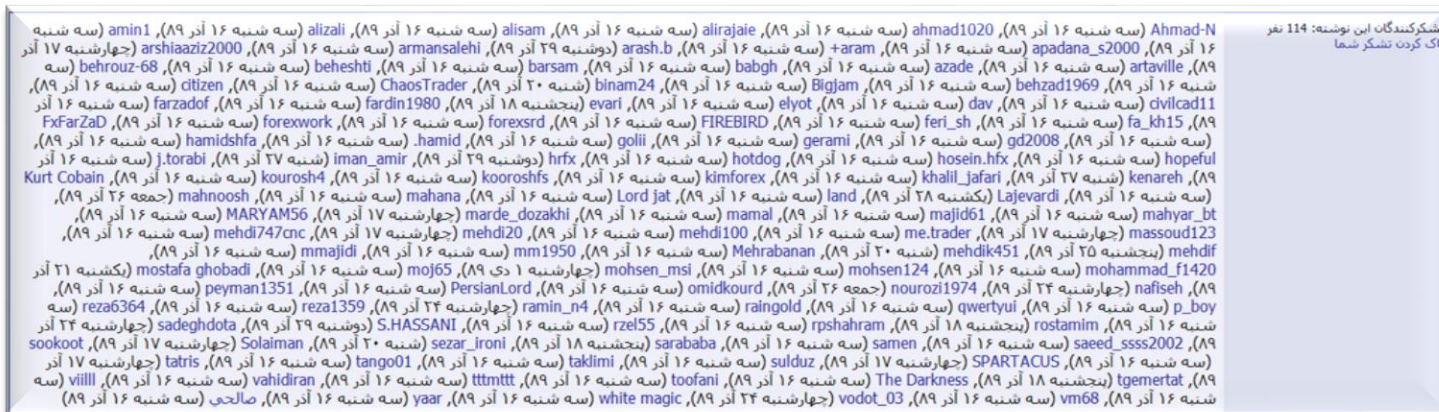 تشکرکنندگان این نوشته: 114 نفر
پاک کردن تشکر شما
Ahmad-N (سه شنبه ۱۶ آذر ۸۹), ahmad1020 (سه شنبه ۱۶ آذر ۸۹), alirajaie (سه شنبه ۱۶ آذر ۸۹), alisam (سه شنبه ۱۶ آذر ۸۹), alizali (سه شنبه ۱۶ آذر ۸۹), amin1 (سه شنبه
۱۶ آذر ۸۹), apadana_s2000 (سه شنبه ۱۶ آذر ۸۹), aram+ (سه شنبه ۱۶ آذر ۸۹), arash.b (دوشنبه ۲۹ آذر ۸۹), armansalehi (سه شنبه ۱۶ آذر ۸۹), arshiaaziz2000 (چهارشنبه ۱۷ آذر
۸۹), artaville (سه شنبه ۱۶ آذر ۸۹), azade (سه شنبه ۱۶ آذر ۸۹), babgh (سه شنبه ۱۶ آذر ۸۹), barsam (سه شنبه ۱۶ آذر ۸۹), beheshti (سه شنبه ۱۶ آذر ۸۹), behrouz-68 (سه
شنبه ۱۶ آذر ۸۹), behzad1969 (سه شنبه ۱۶ آذر ۸۹), Bigjam (سه شنبه ۱۶ آذر ۸۹), binam24 (شنبه ۲۰ آذر ۸۹), ChaosTrader (سه شنبه ۱۶ آذر ۸۹), citizen (سه شنبه ۱۶ آذر ۸۹),
civilcad11 (سه شنبه ۱۶ آذر ۸۹), dav (سه شنبه ۱۶ آذر ۸۹), elyot (سه شنبه ۱۶ آذر ۸۹), evari (پنجشنبه ۱۸ آذر ۸۹), fardin1980 (سه شنبه ۱۶ آذر ۸۹), farzadof (سه شنبه ۱۶ آذر
۸۹), fa_kh15 (سه شنبه ۱۶ آذر ۸۹), feri_sh (سه شنبه ۱۶ آذر ۸۹), FIREBIRD (سه شنبه ۱۶ آذر ۸۹), forexsrd (سه شنبه ۱۶ آذر ۸۹), forexwork (سه شنبه ۱۶ آذر ۸۹), FxFarZaD
(سه شنبه ۱۶ آذر ۸۹), gd2008 (سه شنبه ۱۶ آذر ۸۹), gerami (سه شنبه ۱۶ آذر ۸۹), golii (سه شنبه ۱۶ آذر ۸۹), hamid. (سه شنبه ۱۶ آذر ۸۹), hamidshfa (سه شنبه ۱۶ آذر ۸۹),
hopeful (سه شنبه ۱۶ آذر ۸۹), hosein.hfx (سه شنبه ۱۶ آذر ۸۹), hotdog (سه شنبه ۱۶ آذر ۸۹), hrfx (دوشنبه ۲۹ آذر ۸۹), iman_amir (شنبه ۲۷ آذر ۸۹), j.torabi (سه شنبه ۱۶ آذر
۸۹), kenareh (شنبه ۲۷ آذر ۸۹), khalil_jafari (سه شنبه ۱۶ آذر ۸۹), kimforex (سه شنبه ۱۶ آذر ۸۹), kooroshfs (سه شنبه ۱۶ آذر ۸۹), kourosh4 (سه شنبه ۱۶ آذر ۸۹), Kurt Cobain
(سه شنبه ۱۶ آذر ۸۹), Lajevardi (یکشنبه ۲۸ آذر ۸۹), land (سه شنبه ۱۶ آذر ۸۹), Lord jat (سه شنبه ۱۶ آذر ۸۹), mahana (سه شنبه ۱۶ آذر ۸۹), mahnoosh (جمعه ۲۶ آذر ۸۹),
mahyar_bt (سه شنبه ۱۶ آذر ۸۹), majid61 (سه شنبه ۱۶ آذر ۸۹), mamal (سه شنبه ۱۶ آذر ۸۹), marde_dozakhi (چهارشنبه ۱۷ آذر ۸۹), MARYAM56 (سه شنبه ۱۶ آذر ۸۹),
massoud123 (چهارشنبه ۱۷ آذر ۸۹), me.trader (سه شنبه ۱۶ آذر ۸۹), mehdi100 (سه شنبه ۱۶ آذر ۸۹), mehdi20 (چهارشنبه ۱۷ آذر ۸۹), mehdi747cnc (سه شنبه ۱۶ آذر ۸۹),
mehdif (پنجشنبه ۲۵ آذر ۸۹), mehdik451 (شنبه ۲۰ آذر ۸۹), Mehrabanan (سه شنبه ۱۶ آذر ۸۹), mm1950 (سه شنبه ۱۶ آذر ۸۹), mmajidi (سه شنبه ۱۶ آذر ۸۹),
mohammad_f1420 (سه شنبه ۱۶ آذر ۸۹), mohsen124 (سه شنبه ۱۶ آذر ۸۹), mohsen_msi (چهارشنبه ۱ دي ۸۹), moj65 (سه شنبه ۱۶ آذر ۸۹), mostafa ghobadi (یکشنبه ۲۱ آذر
۸۹), nafiseh (چهارشنبه ۲۴ آذر ۸۹), nourozi1974 (جمعه ۲۶ آذر ۸۹), omidkourd (سه شنبه ۱۶ آذر ۸۹), PersianLord (سه شنبه ۱۶ آذر ۸۹), peyman1351 (سه شنبه ۱۶ آذر ۸۹),
p_boy (سه شنبه ۱۶ آذر ۸۹), qwertyui (سه شنبه ۱۶ آذر ۸۹), raingold (سه شنبه ۱۶ آذر ۸۹), ramin_n4 (چهارشنبه ۲۴ آذر ۸۹), reza1359 (سه شنبه ۱۶ آذر ۸۹), reza6364 (سه
شنبه ۱۶ آذر ۸۹), rostamim (پنجشنبه ۱۸ آذر ۸۹), rpshahram (سه شنبه ۱۶ آذر ۸۹), rzel55 (سه شنبه ۱۶ آذر ۸۹), S.HASSANI (دوشنبه ۲۹ آذر ۸۹), sadeghdota (چهارشنبه ۲۴ آذر
۸۹), saeed_ssss2002 (سه شنبه ۱۶ آذر ۸۹), samen (سه شنبه ۱۶ آذر ۸۹), sarababa (پنجشنبه ۱۸ آذر ۸۹), sezar_ironi (شنبه ۲۰ آذر ۸۹), Solaiman (چهارشنبه ۱۷ آذر ۸۹), sookoot
(سه شنبه ۱۶ آذر ۸۹), SPARTACUS (چهارشنبه ۱۷ آذر ۸۹), sulduz (سه شنبه ۱۶ آذر ۸۹), taklimi (سه شنبه ۱۶ آذر ۸۹), tango01 (سه شنبه ۱۶ آذر ۸۹), tatris (چهارشنبه ۱۷ آذر
۸۹), tgemertat (پنجشنبه ۱۸ آذر ۸۹), The Darkness (سه شنبه ۱۶ آذر ۸۹), toofani (سه شنبه ۱۶ آذر ۸۹), tttmttt (سه شنبه ۱۶ آذر ۸۹), vahidiran (سه شنبه ۱۶ آذر ۸۹), viilll (سه
شنبه ۱۶ آذر ۸۹), vm68 (سه شنبه ۱۶ آذر ۸۹), vodot_03 (چهارشنبه ۲۴ آذر ۸۹), white magic (سه شنبه ۱۶ آذر ۸۹), yaar (سه شنبه ۱۶ آذر ۸۹), صالحي (سه شنبه ۱۶ آذر ۸۹)